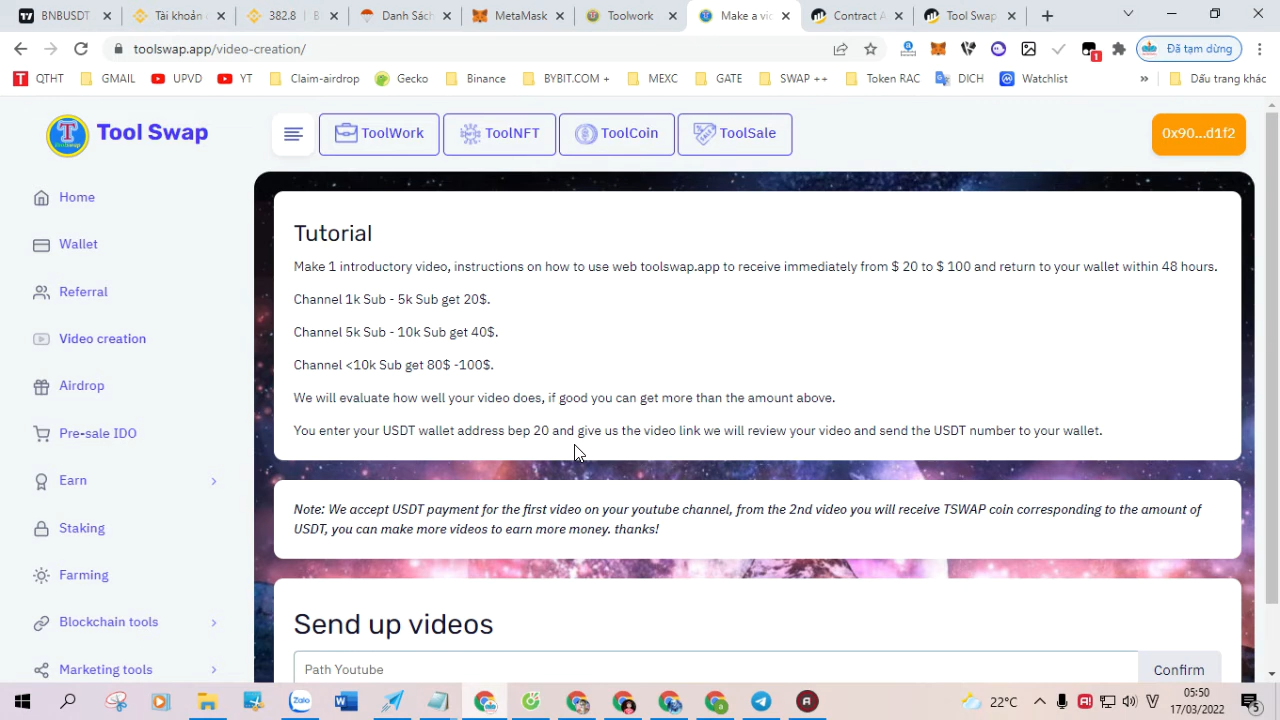 BNBUSDT
Tài khoản
382.8
Danh Sách
MetaMask
Toolwork
Make a vi
Contract A
Tool Swap
toolswap.app/video-creation/
1
Đã tạm dừng
QTHT
GMAIL
UPVD
YT
Claim-airdrop
Gecko
Binance
BYBIT.COM +
MEXC
GATE
SWAP ++
Token RAC
DICH
Watchlist
»
Dấu trang khác
Tool Swap
ToolWork
ToolNFT
ToolCoin
ToolSale
0x90...d1f2
Home
Wallet
Referral
Video creation
Airdrop
Pre-sale IDO
Earn
Staking
Farming
Blockchain tools
Marketing tools
Tutorial
Make 1 introductory video, instructions on how to use web toolswap.app to receive immediately from $ 20 to $ 100 and return to your wallet within 48 hours.
Channel 1k Sub - 5k Sub get 20$.
Channel 5k Sub - 10k Sub get 40$.
Channel <10k Sub get 80$ -100$.
We will evaluate how well your video does, if good you can get more than the amount above.
You enter your USDT wallet address bep 20 and give us the video link we will review your video and send the USDT number to your wallet.
Note: We accept USDT payment for the first video on your youtube channel, from the 2nd video you will receive TSWAP coin corresponding to the amount of
USDT, you can make more videos to earn more money. thanks!
Send up videos
Path Youtube
Confirm
Zalo
22°C
05:50
17/03/2022
5